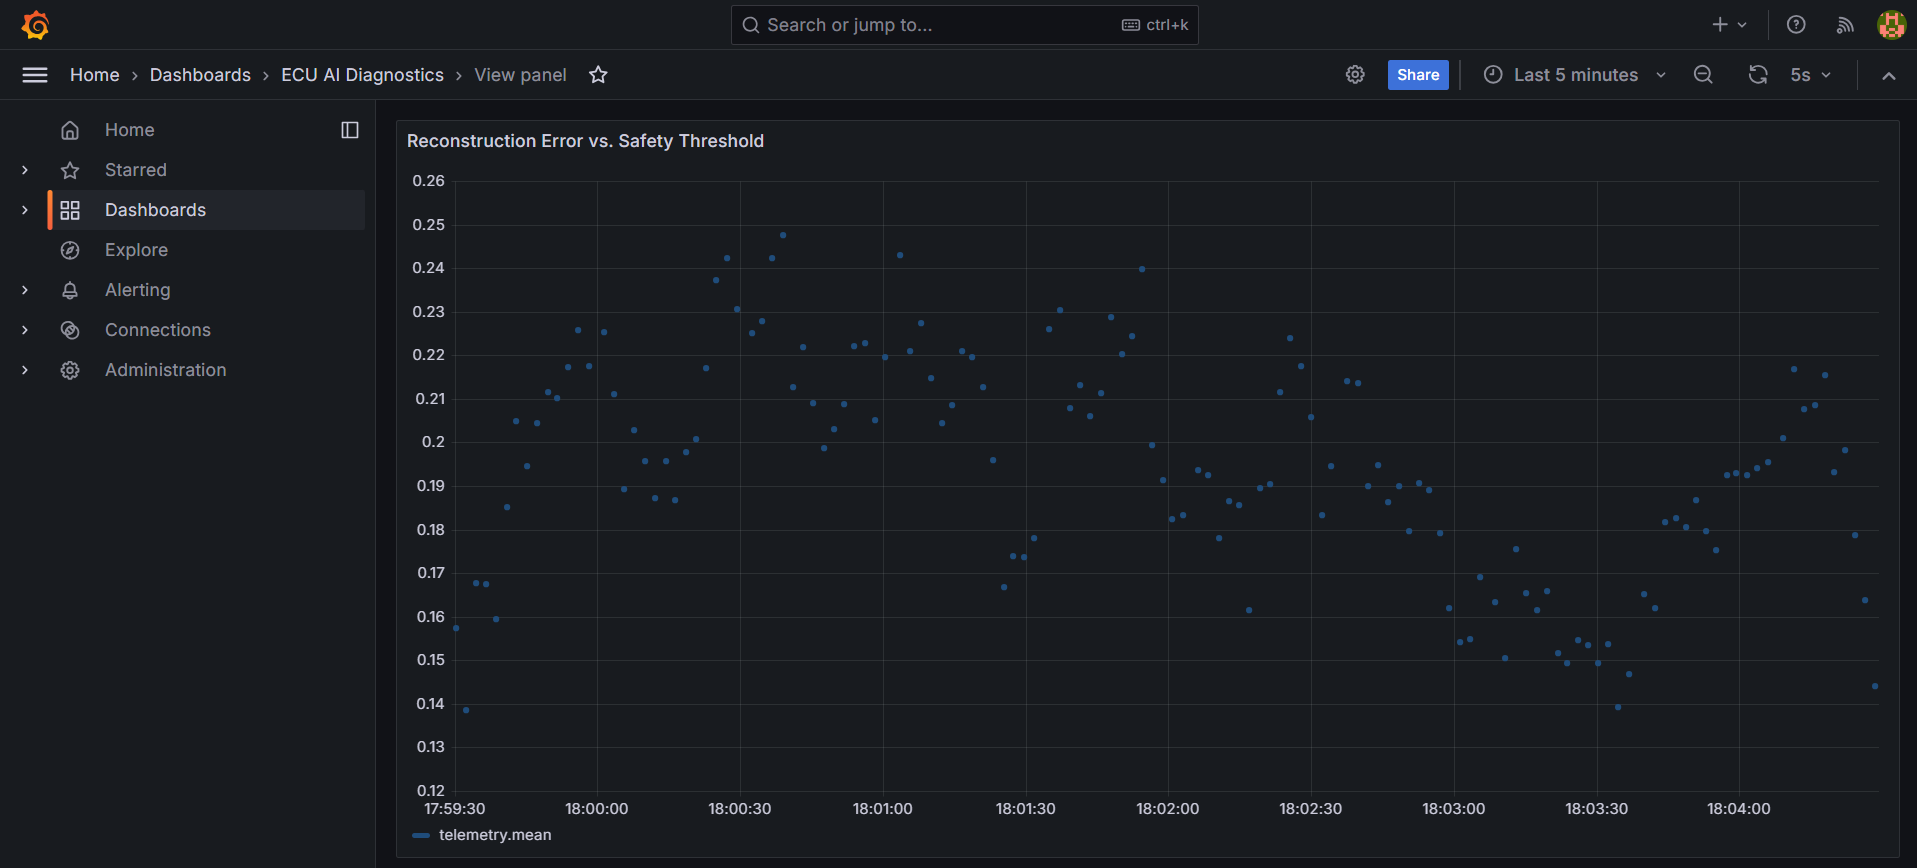 Search or jump to... ctrl+k
Home › Dashboards › ECU AI Diagnostics › View panel
Share
Last 5 minutes
5s
Home
Starred
Dashboards
Explore
Alerting
Connections
Administration
Reconstruction Error vs. Safety Threshold
0.26
0.25
0.24
0.23
0.22
0.21
0.2
0.19
0.18
0.17
0.16
0.15
0.14
0.13
0.12
17:59:30 18:00:00 18:00:30 18:01:00 18:01:30 18:02:00 18:02:30 18:03:00 18:03:30 18:04:00
telemetry.mean